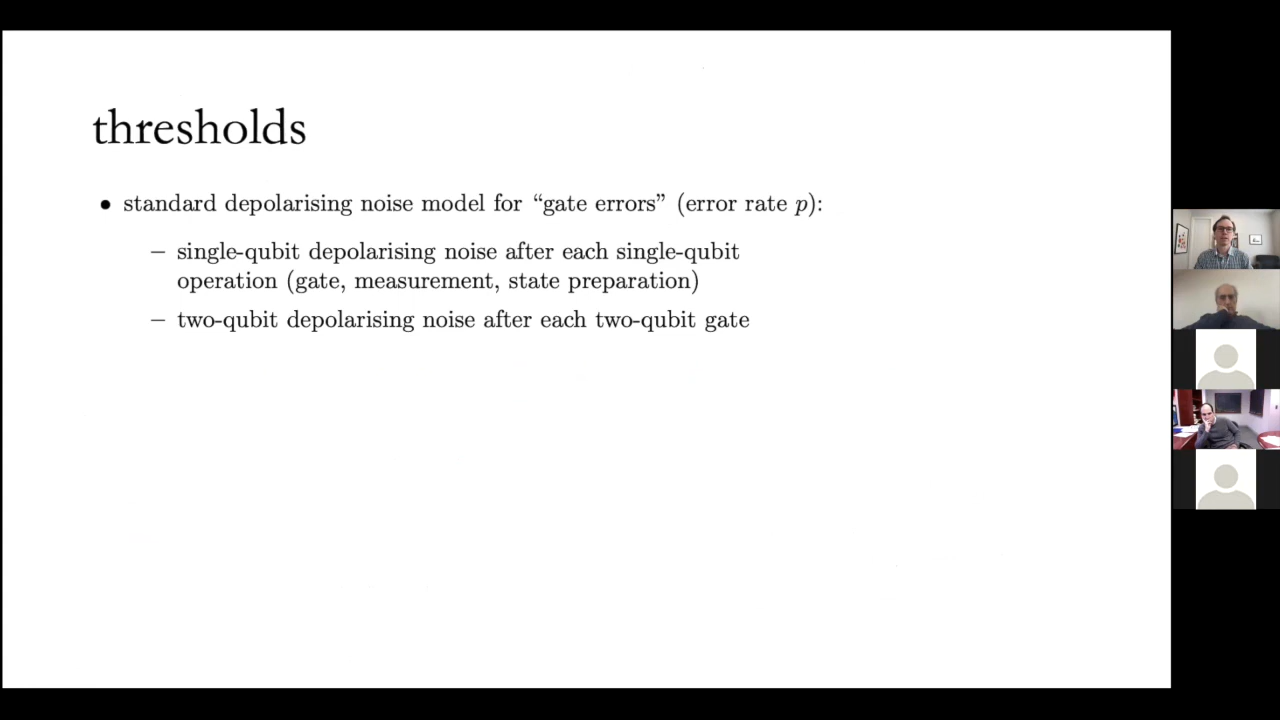 thresholds
• standard depolarising noise model for “gate errors” (error rate p):
– single-qubit depolarising noise after each single-qubit
operation (gate, measurement, state preparation)
– two-qubit depolarising noise after each two-qubit gate